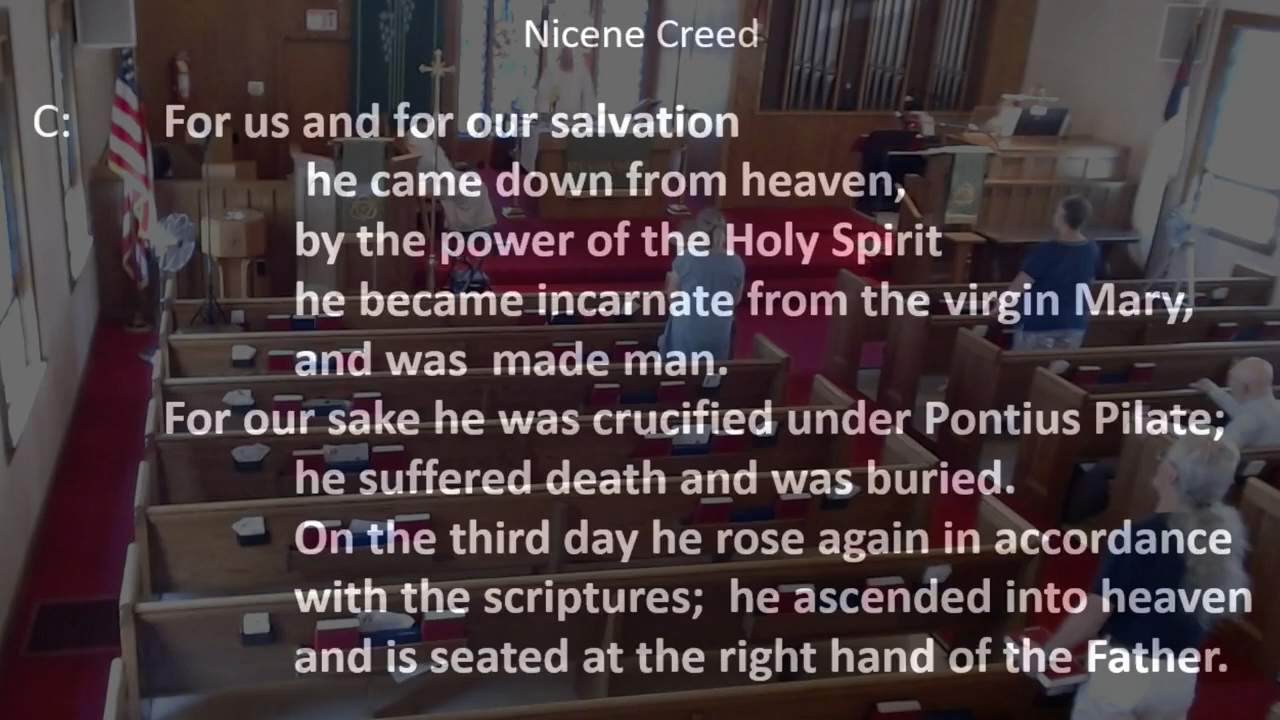 Nicene Creed
C: For us and for our salvation
he came down from heaven,
by the power of the Holy Spirit
he became incarnate from the virgin Mary,
and was made man.
For our sake he was crucified under Pontius Pilate;
he suffered death and was buried.
On the third day he rose again in accordance
with the scriptures; he ascended into heaven
and is seated at the right hand of the Father.